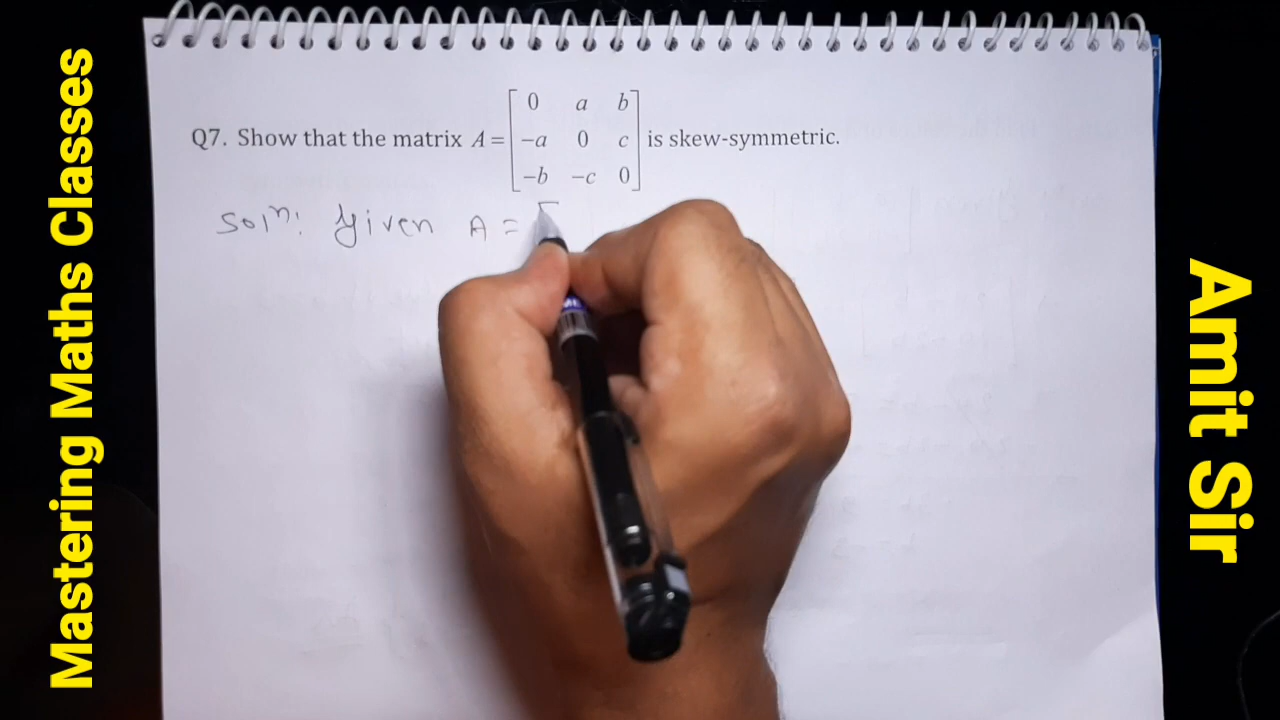 Mastering Maths Classes
Q7. Show that the matrix A = [0 a b
-a 0 c
-b -c 0] is skew-symmetric.
Solⁿ: Given A = [
Amit Sir